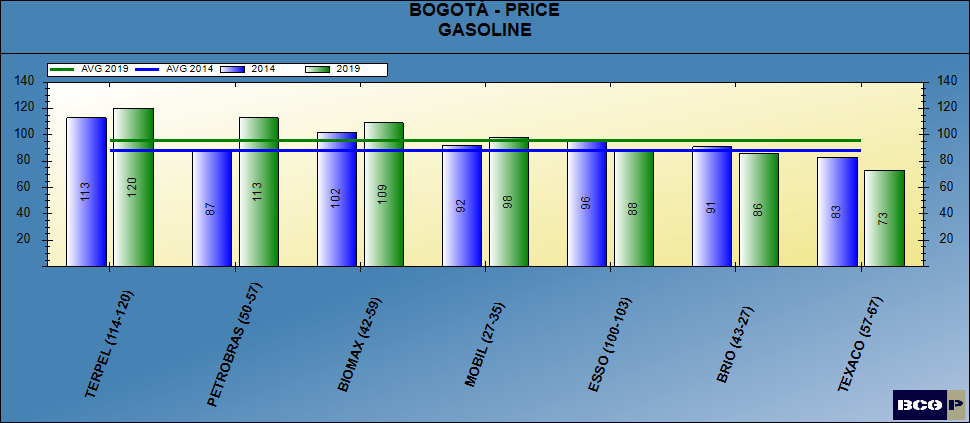 BOGOTÁ - PRICE
GASOLINE
AVG 2019 AVG 2014 2014 2019
140 140
120 120
100 100
80 80
60 60
40 40
20 20
113 120 87 113 102 109 92 98 96 88 91 86 83 73
TERPEL (114-120)
PETROBRAS (50-57)
BIOMAX (42-59)
MOBIL (27-35)
ESSO (100-103)
BRIO (43-27)
TEXACO (57-67)
BCG P